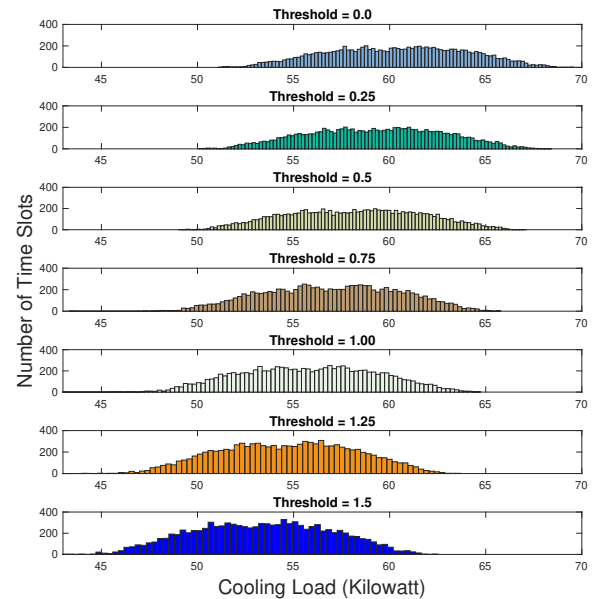 Threshold = 0.0
400
200
0
45 50 55 60 65 70
Threshold = 0.25
400
200
0
45 50 55 60 65 70
Threshold = 0.5
400
200
0
45 50 55 60 65 70
Threshold = 0.75
400
200
0
45 50 55 60 65 70
Threshold = 1.00
400
200
0
45 50 55 60 65 70
Threshold = 1.25
400
200
0
45 50 55 60 65 70
Threshold = 1.5
400
200
0
45 50 55 60 65 70
Number of Time Slots
Cooling Load (Kilowatt)